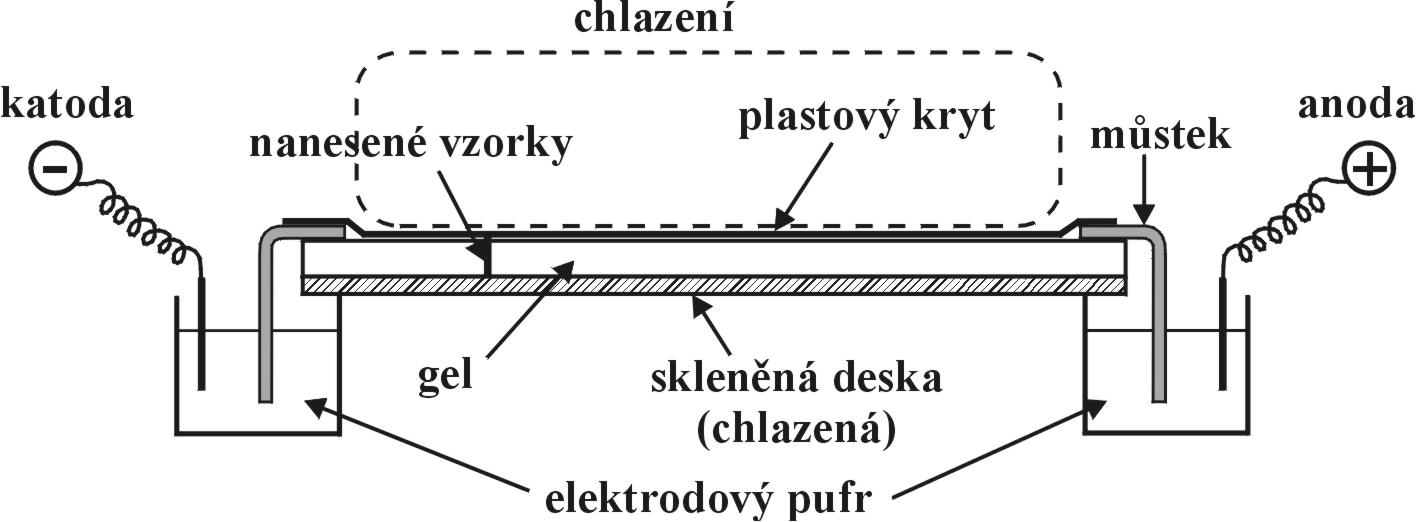 chlazení
katoda
anoda
plastový kryt
můstek
nanesené vzorky
-
+
gel
skleněná deska
(chlazená)
elektrodový pufr